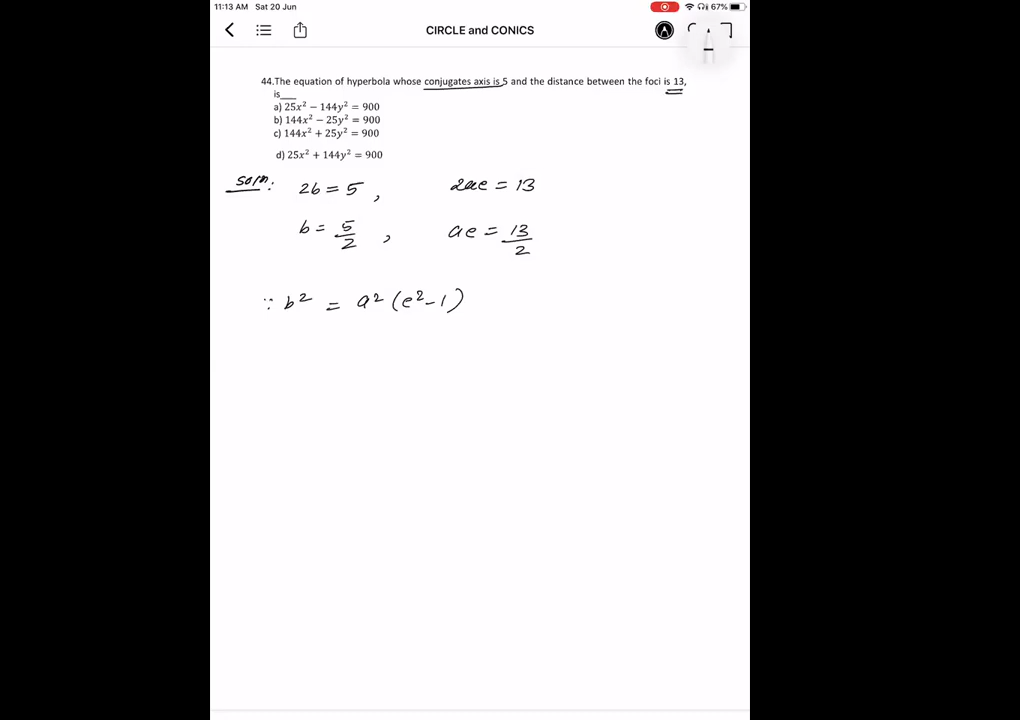 11:13 AM Sat 20 Jun 67%
CIRCLE and CONICS
44.The equation of hyperbola whose conjugates axis is 5 and the distance between the foci is 13,
is___
a) 25x² − 144y² = 900
b) 144x² − 25y² = 900
c) 144x² + 25y² = 900
d) 25x² + 144y² = 900
Soln: 2b = 5 , 2ae = 13
b = 5/2 , ae = 13/2
∵ b² = a² (e² − 1)